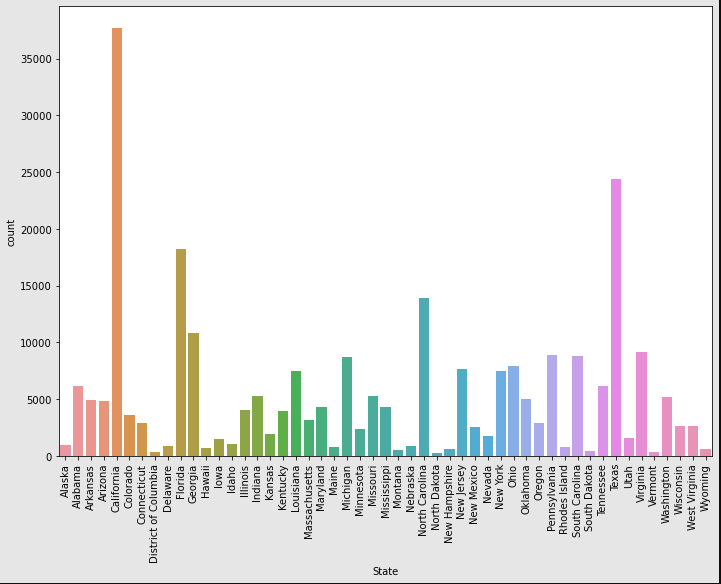 35000
30000
25000
20000
15000
10000
5000
0
count
Alaska
Alabama
Arkansas
Arizona
California
Colorado
Connecticut
District of Columbia
Delaware
Florida
Georgia
Hawaii
Iowa
Idaho
Illinois
Indiana
Kansas
Kentucky
Louisiana
Massachusetts
Maryland
Maine
Michigan
Minnesota
Missouri
Mississippi
Montana
Nebraska
North Carolina
North Dakota
New Hampshire
New Jersey
New Mexico
Nevada
New York
Ohio
Oklahoma
Oregon
Pennsylvania
Rhodes Island
South Carolina
South Dakota
Tennessee
Texas
Utah
Virginia
Vermont
Washington
Wisconsin
West Virginia
Wyoming
State